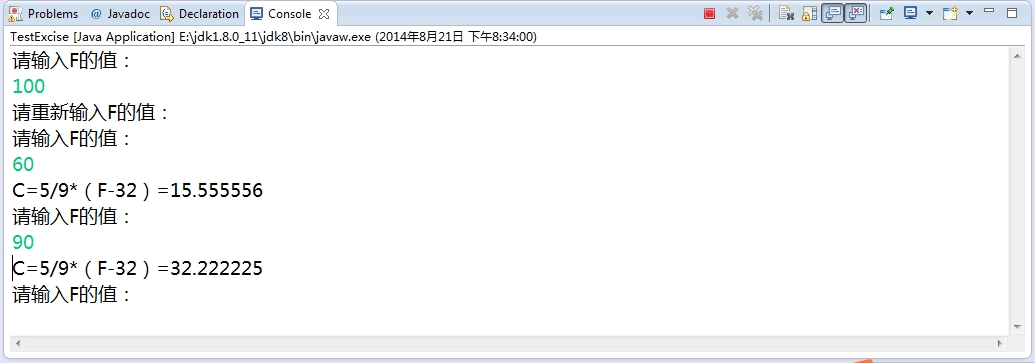 Problems @ Javadoc Declaration Console
TestExcise [Java Application] E:\jdk1.8.0_11\jdk8\bin\javaw.exe (2014年8月21日 下午8:34:00)
请输入F的值：
100
请重新输入F的值：
请输入F的值：
60
C=5/9*（F-32）=15.555556
请输入F的值：
90
C=5/9*（F-32）=32.222225
请输入F的值：